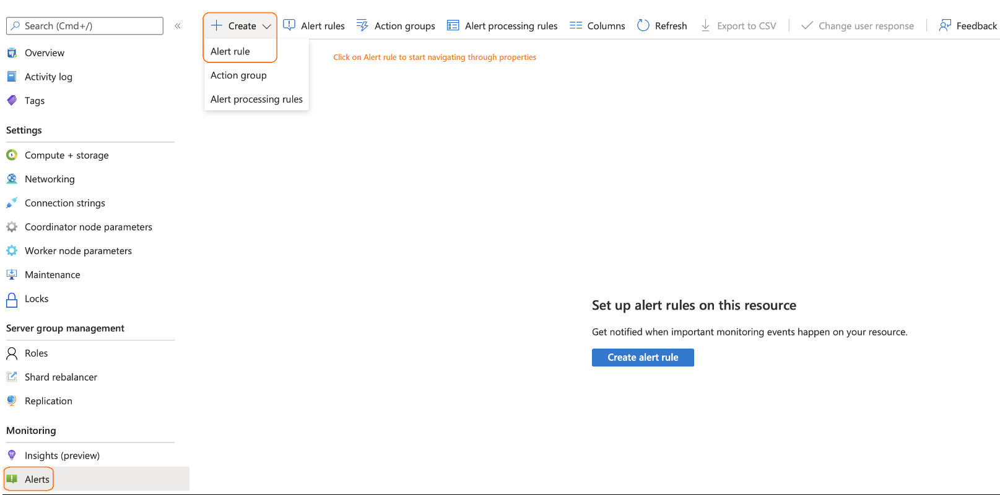 Search (Cmd+/)
«
Create
Alert rules
Action groups
Alert processing rules
Columns
Refresh
Export to CSV
Change user response
Feedback
Alert rule
Action group
Alert processing rules
Click on Alert rule to start navigating through properties
Overview
Activity log
Tags
Settings
Compute + storage
Networking
Connection strings
Coordinator node parameters
Worker node parameters
Maintenance
Locks
Server group management
Roles
Shard rebalancer
Replication
Monitoring
Insights (preview)
Alerts
Set up alert rules on this resource
Get notified when important monitoring events happen on your resource.
Create alert rule